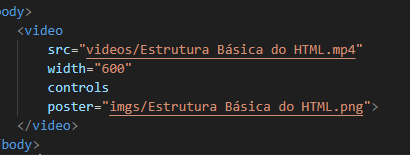 body>
<video
src="videos/Estrutura Básica do HTML.mp4"
width="600"
controls
poster="imgs/Estrutura Básica do HTML.png">
</video>
/body>